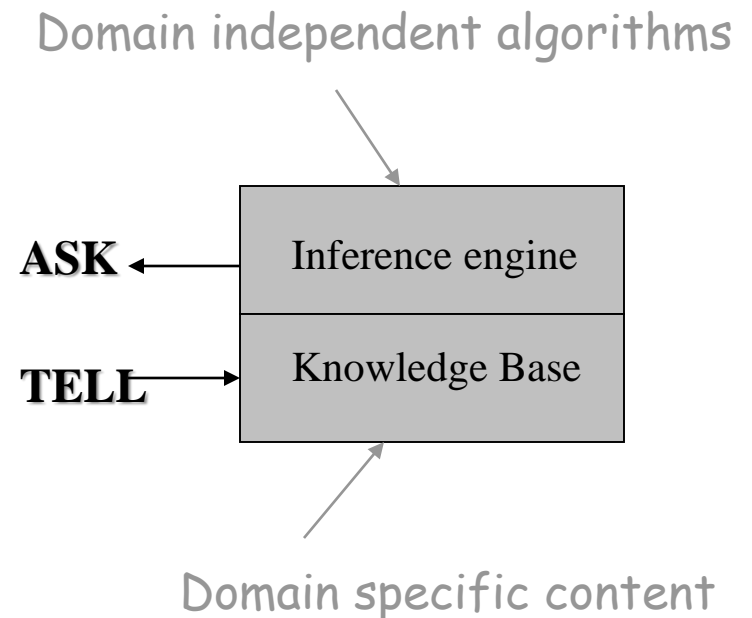 Domain independent algorithms
ASK
Inference engine
TELL
Knowledge Base
Domain specific content